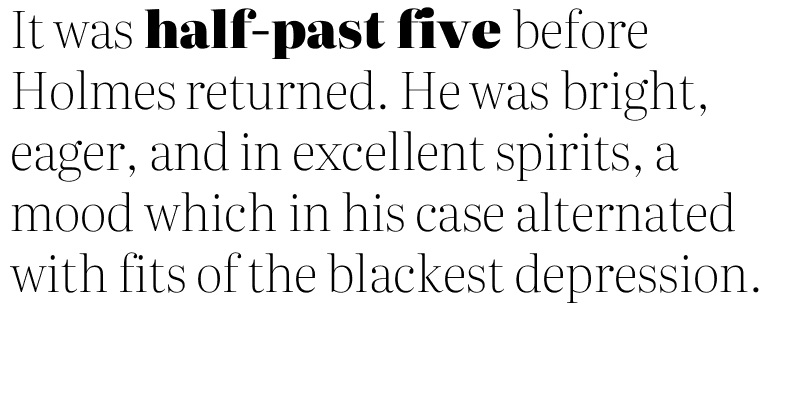 It was half-past five before
Holmes returned. He was bright,
eager, and in excellent spirits, a
mood which in his case alternated
with fits of the blackest depression.